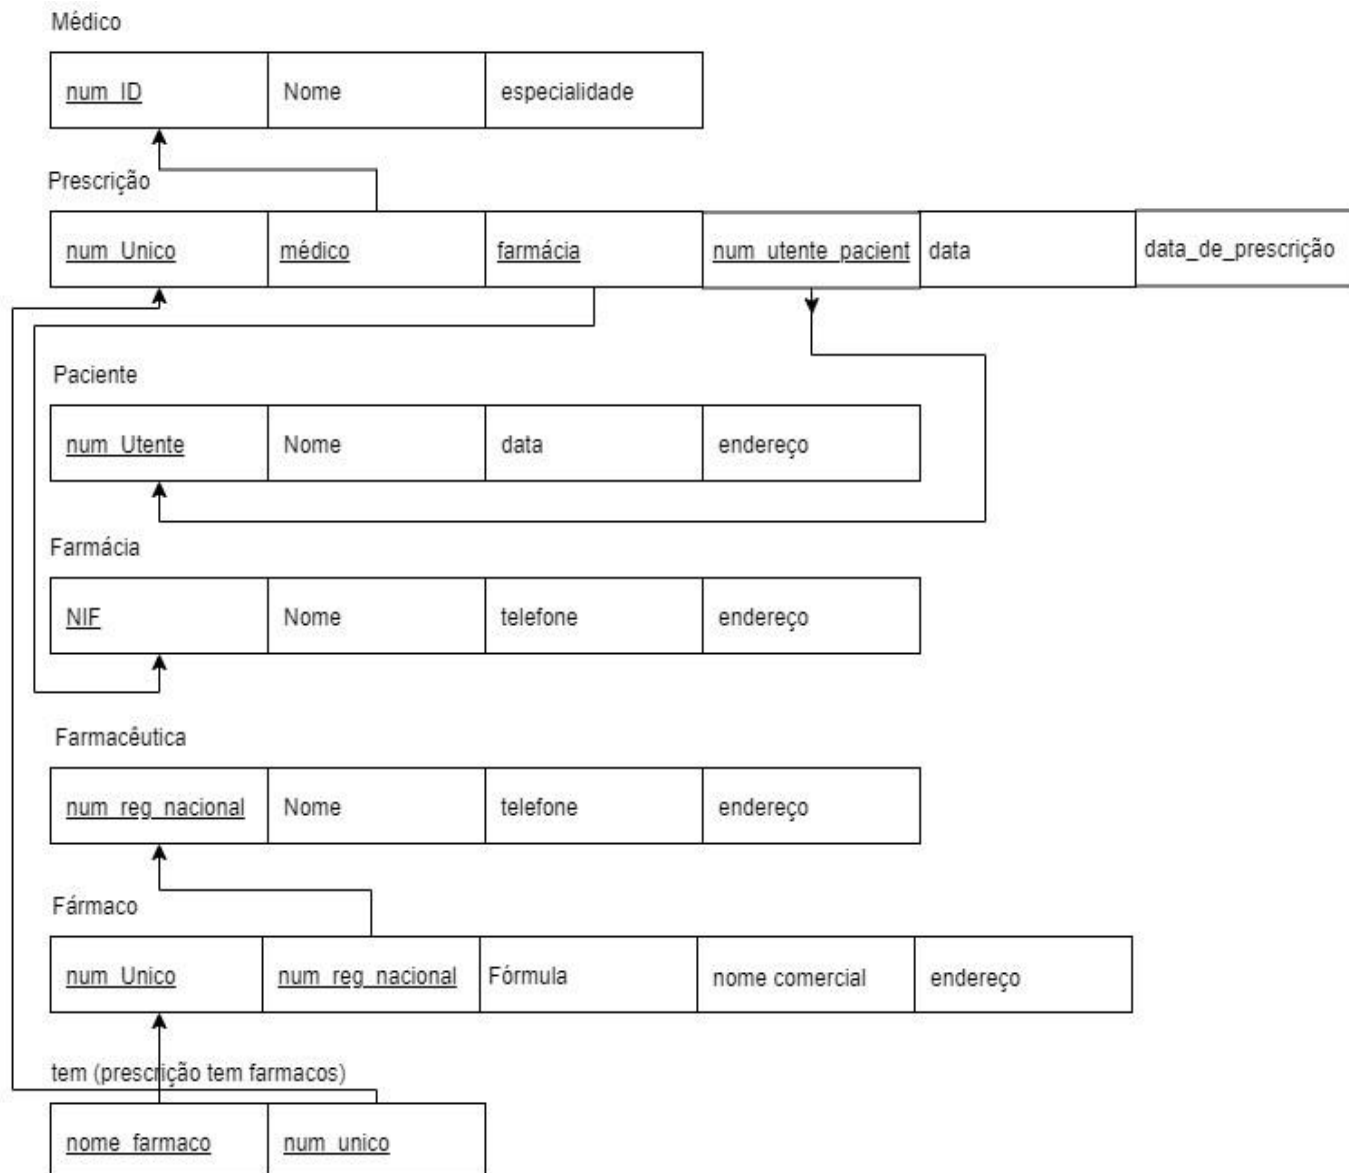 Médico
num_ID Nome especialidade
Prescrição
num_Unico médico farmácia num_utente_pacient data data_de_prescrição
Paciente
num_Utente Nome data endereço
Farmácia
NIF Nome telefone endereço
Farmacêutica
num_reg_nacional Nome telefone endereço
Fármaco
num_Unico num_reg_nacional Fórmula nome comercial endereço
tem (prescrição tem farmacos)
nome_farmaco num_unico